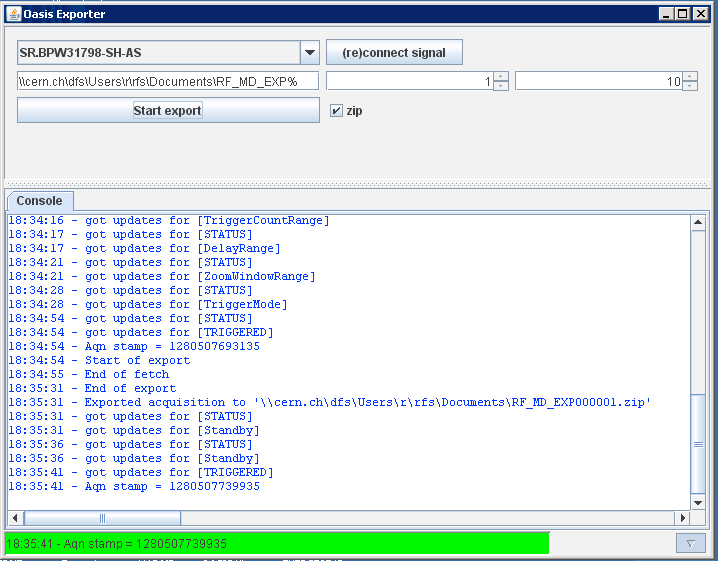 Oasis Exporter
SR.BPW31798-SH-AS
(re)connect signal
\\cern.ch\dfs\Users\r\rfs\Documents\RF_MD_EXP%
1
10
Start export
zip
Console
18:34:16 - got updates for [TriggerCountRange]
18:34:17 - got updates for [STATUS]
18:34:17 - got updates for [DelayRange]
18:34:21 - got updates for [STATUS]
18:34:21 - got updates for [ZoomWindowRange]
18:34:28 - got updates for [STATUS]
18:34:28 - got updates for [TriggerMode]
18:34:54 - got updates for [STATUS]
18:34:54 - got updates for [TRIGGERED]
18:34:54 - Aqn stamp = 1280507693135
18:34:54 - Start of export
18:34:55 - End of fetch
18:35:31 - End of export
18:35:31 - Exported acquisition to '\\cern.ch\dfs\Users\r\rfs\Documents\RF_MD_EXP000001.zip'
18:35:31 - got updates for [STATUS]
18:35:31 - got updates for [Standby]
18:35:36 - got updates for [STATUS]
18:35:36 - got updates for [Standby]
18:35:41 - got updates for [TRIGGERED]
18:35:41 - Aqn stamp = 1280507739935
18:35:41 - Aqn stamp = 1280507739935